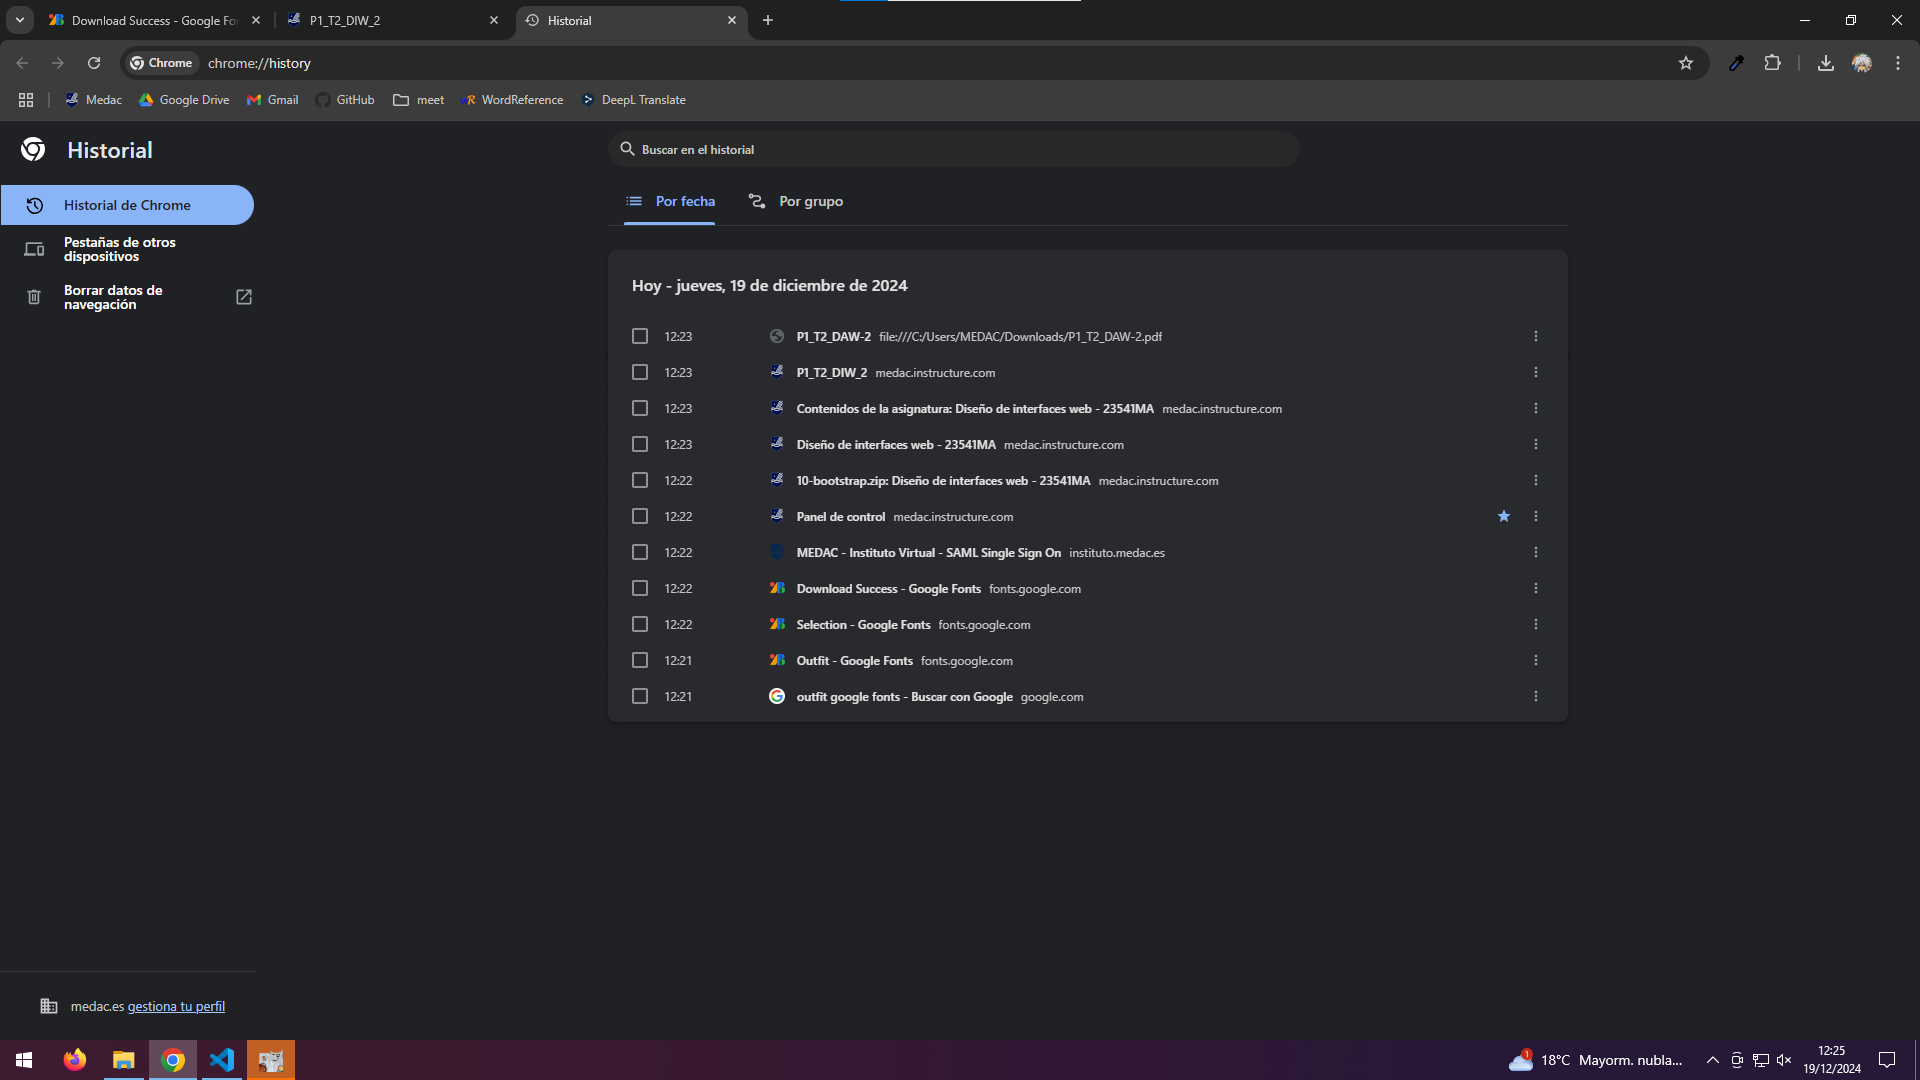 Download Success - Google Fo
P1_T2_DIW_2
Historial
Chrome
chrome://history
Medac
Google Drive
Gmail
GitHub
meet
WordReference
DeepL Translate
Historial
Buscar en el historial
Historial de Chrome
Pestañas de otros
dispositivos
Borrar datos de
navegación
Por fecha
Por grupo
Hoy - jueves, 19 de diciembre de 2024
12:23 P1_T2_DAW-2 file:///C:/Users/MEDAC/Downloads/P1_T2_DAW-2.pdf
12:23 P1_T2_DIW_2 medac.instructure.com
12:23 Contenidos de la asignatura: Diseño de interfaces web - 23541MA medac.instructure.com
12:23 Diseño de interfaces web - 23541MA medac.instructure.com
12:22 10-bootstrap.zip: Diseño de interfaces web - 23541MA medac.instructure.com
12:22 Panel de control medac.instructure.com
12:22 MEDAC - Instituto Virtual - SAML Single Sign On instituto.medac.es
12:22 Download Success - Google Fonts fonts.google.com
12:22 Selection - Google Fonts fonts.google.com
12:21 Outfit - Google Fonts fonts.google.com
12:21 outfit google fonts - Buscar con Google google.com
medac.es gestiona tu perfil
1
18°C Mayorm. nubla...
12:25
19/12/2024